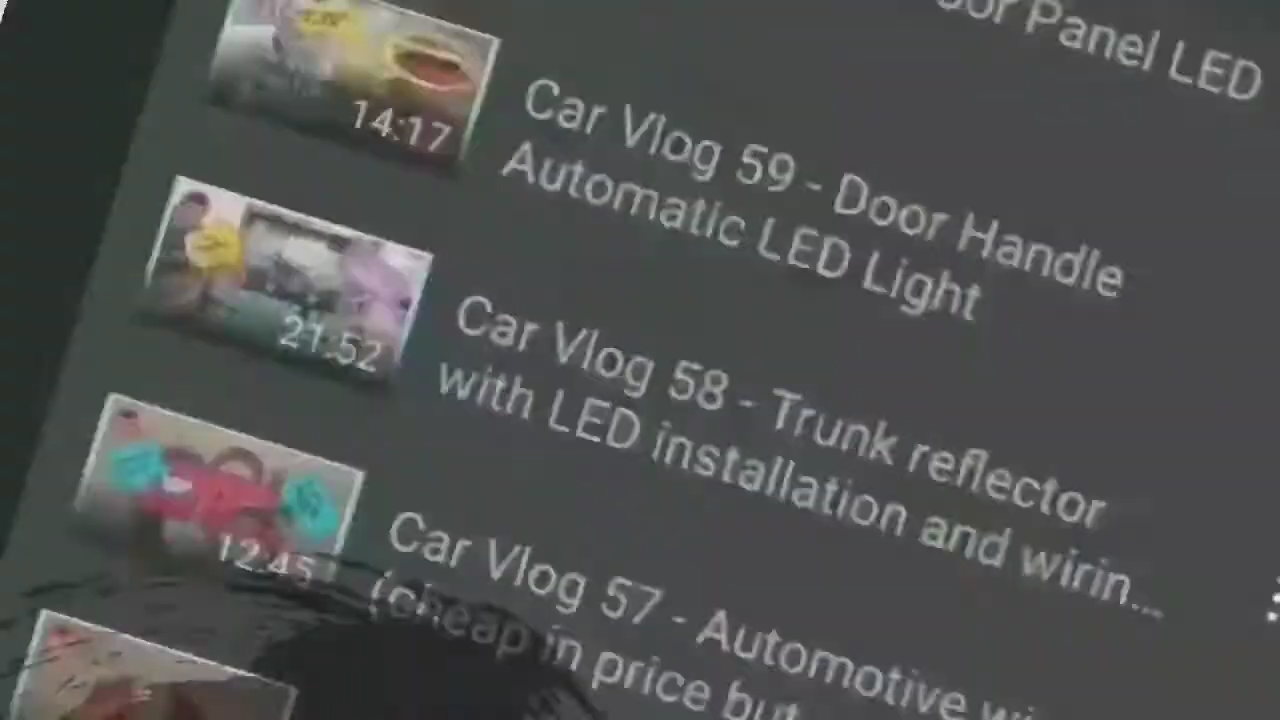 Panel LED
14:17
Car Vlog 59 - Door Handle
Automatic LED Light
21:52
Car Vlog 58 - Trunk reflector
with LED installation and wirin...
12:45
Car Vlog 57 - Automotive
(cheap in price but